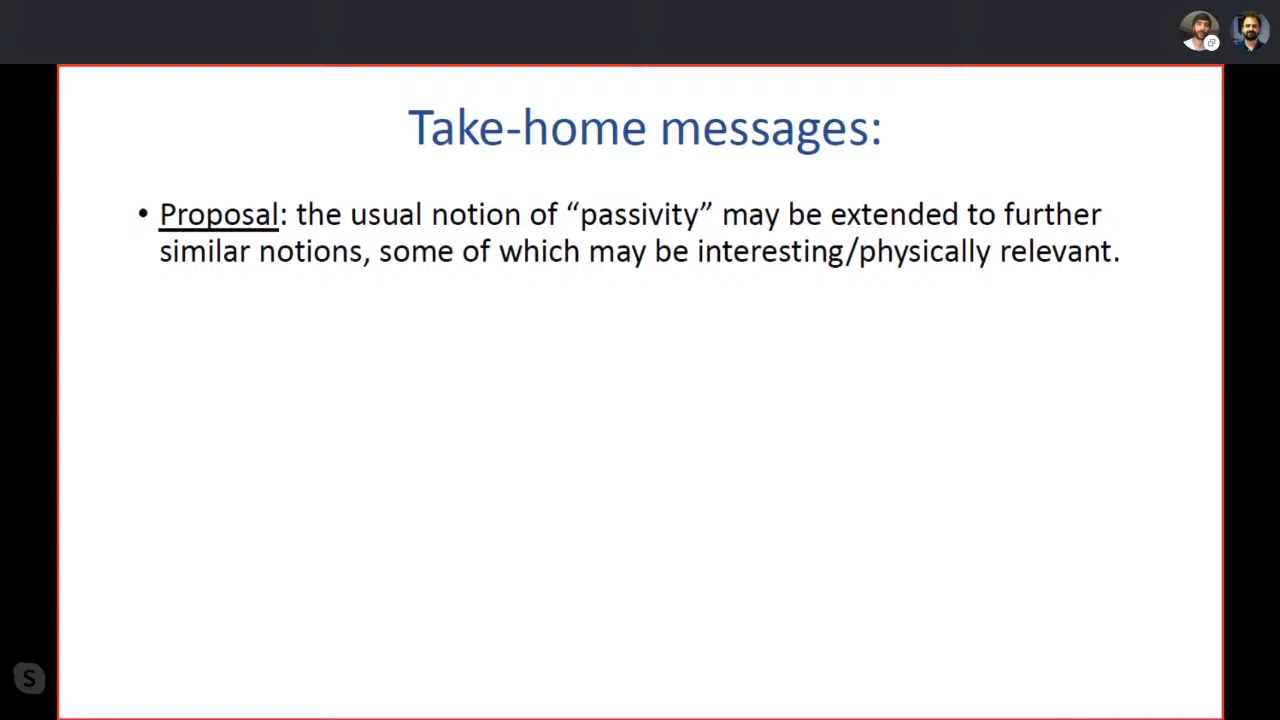 Take-home messages:
• Proposal: the usual notion of “passivity” may be extended to further
similar notions, some of which may be interesting/physically relevant.
S